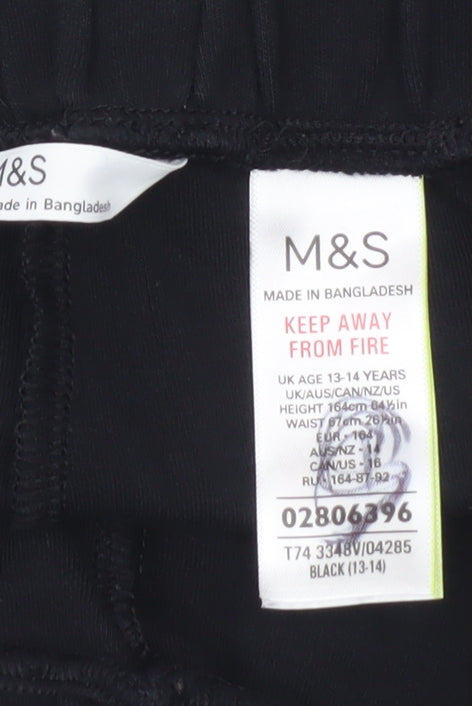 M&S
Made in Bangladesh
M&S
MADE IN BANGLADESH
KEEP AWAY
FROM FIRE
UK AGE 13-14 YEARS
UK/AUS/CAN/NZ/US
HEIGHT 164cm 64½in
WAIST 67cm 26½in
EUR - 164
AUS/NZ - 14
CAN/US - 16
RU - 164-87-92
02806396
T74 3348V/04285
BLACK (13-14)